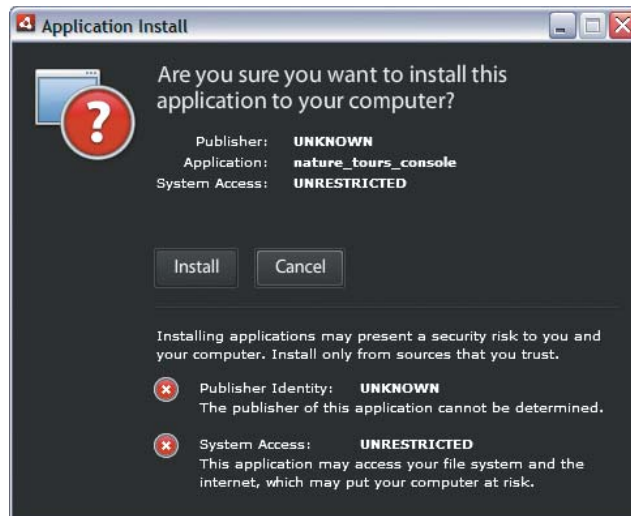 Application Install
Are you sure you want to install this
application to your computer?
Publisher: UNKNOWN
Application: nature_tours_console
System Access: UNRESTRICTED
Install Cancel
Installing applications may present a security risk to you and
your computer. Install only from sources that you trust.
Publisher Identity: UNKNOWN
The publisher of this application cannot be determined.
System Access: UNRESTRICTED
This application may access your file system and the
internet, which may put your computer at risk.